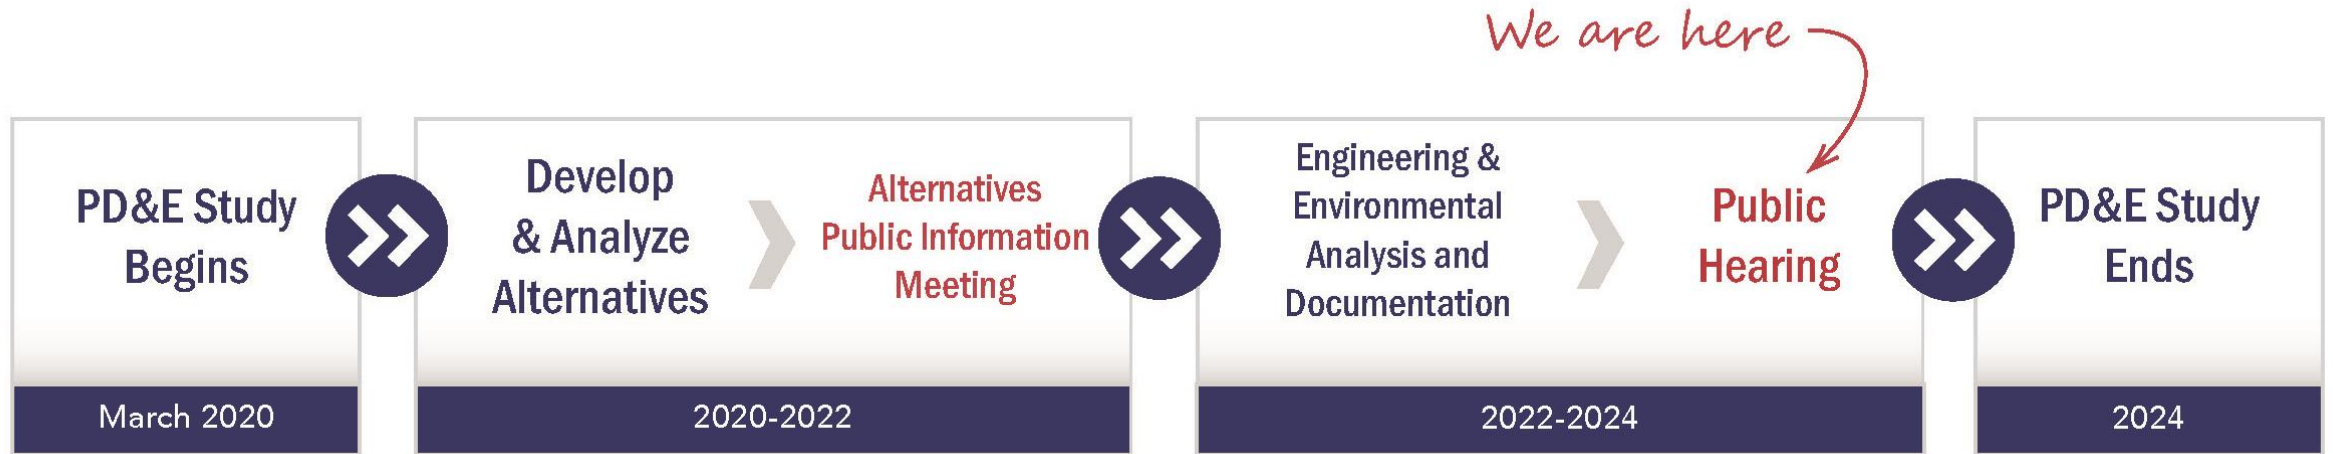 We are here
PD&E Study
Begins
March 2020
Develop
& Analyze
Alternatives
Alternatives
Public Information
Meeting
2020-2022
Engineering &
Environmental
Analysis and
Documentation
Public
Hearing
2022-2024
PD&E Study
Ends
2024